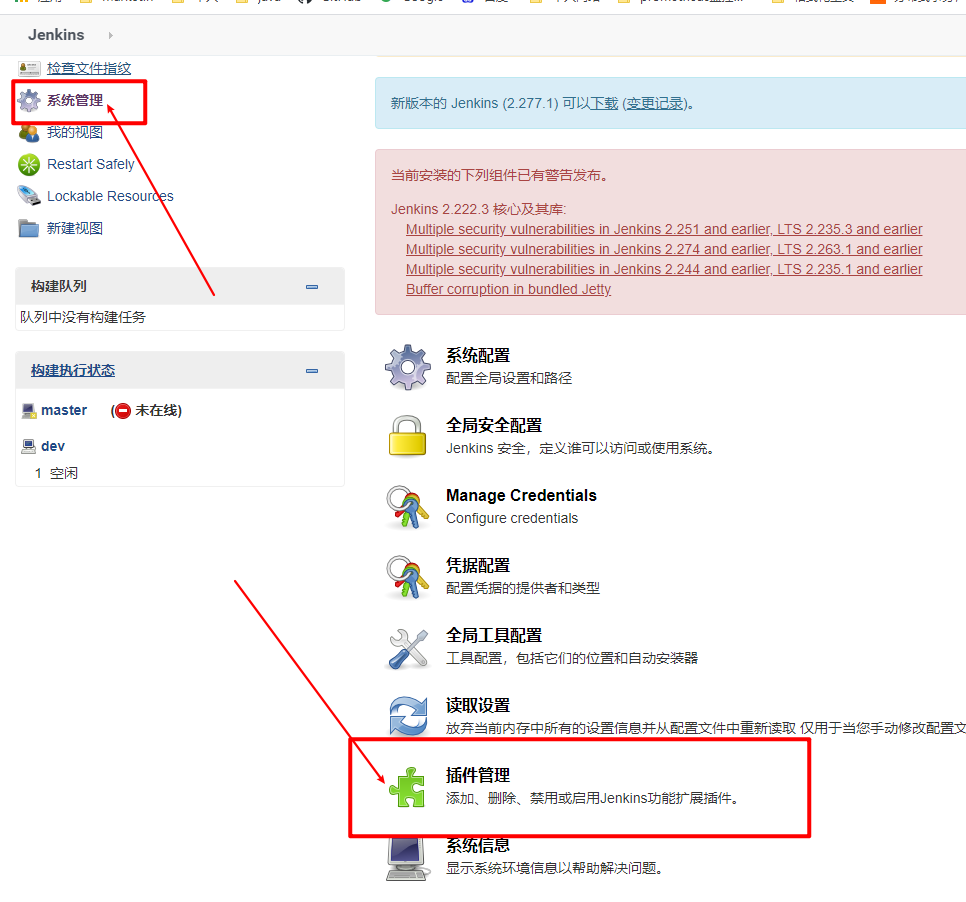 Jenkins
检查文件指纹
系统管理
我的视图
Restart Safely
Lockable Resources
新建视图
构建队列
队列中没有构建任务
构建执行状态
master (未在线)
dev
1 空闲
新版本的 Jenkins (2.277.1) 可以下载 (变更记录)。
当前安装的下列组件已有警告发布。
Jenkins 2.222.3 核心及其库:
Multiple security vulnerabilities in Jenkins 2.251 and earlier, LTS 2.235.3 and earlier
Multiple security vulnerabilities in Jenkins 2.274 and earlier, LTS 2.263.1 and earlier
Multiple security vulnerabilities in Jenkins 2.244 and earlier, LTS 2.235.1 and earlier
Buffer corruption in bundled Jetty
系统配置
配置全局设置和路径
全局安全配置
Jenkins 安全，定义谁可以访问或使用系统。
Manage Credentials
Configure credentials
凭据配置
配置凭据的提供者和类型
全局工具配置
工具配置，包括它们的位置和自动安装器
读取设置
放弃当前内存中所有的设置信息并从配置文件中重新读取 仅用于当您手动修改配置文
插件管理
添加、删除、禁用或启用Jenkins功能扩展插件。
系统信息
显示系统环境信息以帮助解决问题。